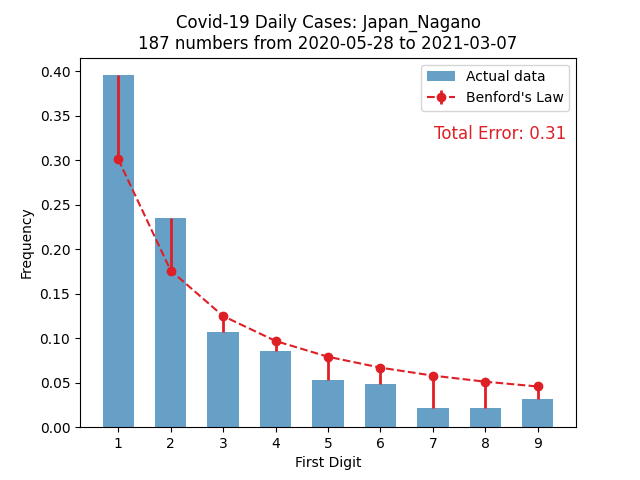 Covid-19 Daily Cases: Japan_Nagano
187 numbers from 2020-05-28 to 2021-03-07
Actual data
Benford's Law
Total Error: 0.31
Frequency
0.40
0.35
0.30
0.25
0.20
0.15
0.10
0.05
0.00
1 2 3 4 5 6 7 8 9
First Digit